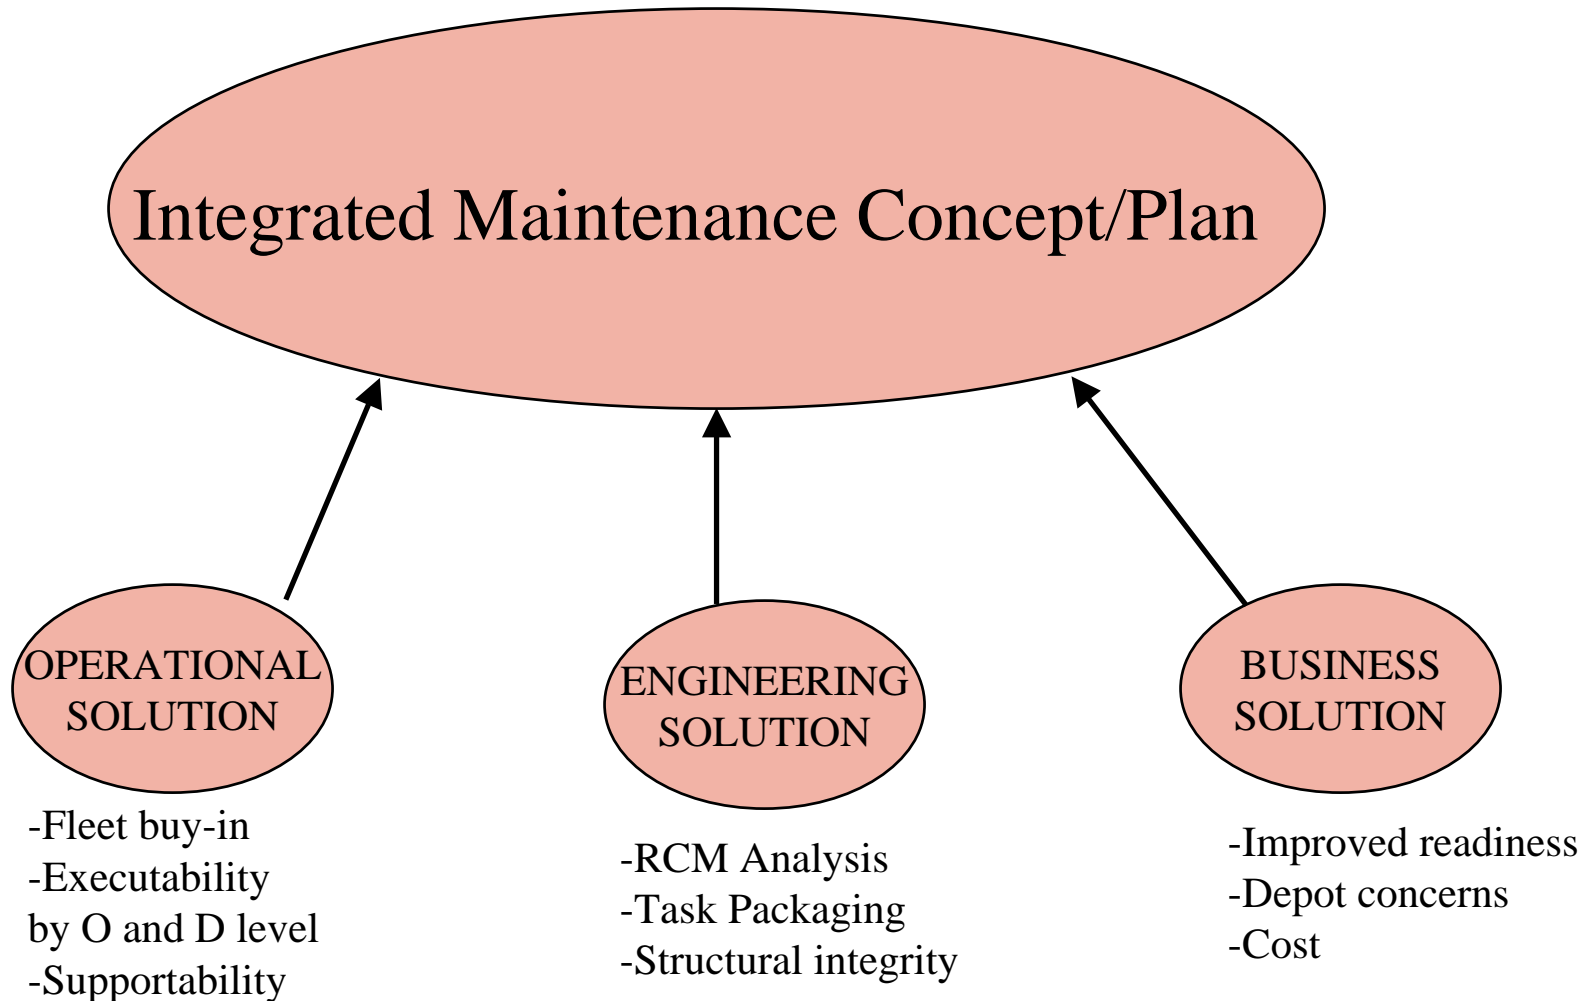 Integrated Maintenance Concept/Plan
OPERATIONAL
SOLUTION
-Fleet buy-in
-Executability
by O and D level
-Supportability
ENGINEERING
SOLUTION
-RCM Analysis
-Task Packaging
-Structural integrity
BUSINESS
SOLUTION
-Improved readiness
-Depot concerns
-Cost